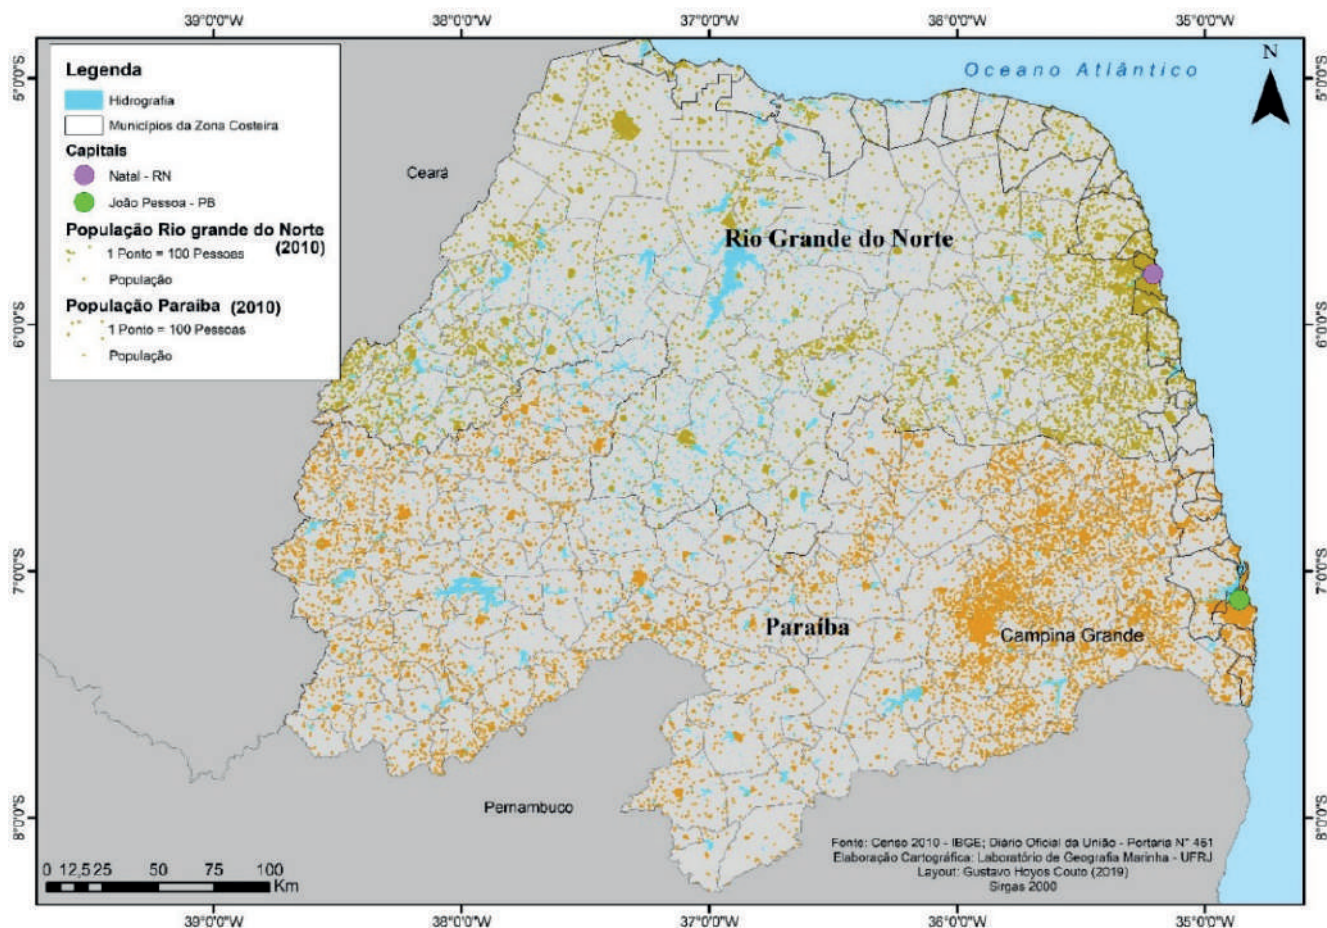 39°0'0"O 38°0'0"O 37°0'0"O 36°0'0"O 35°0'0"O
Legenda
Hidrografia
Municípios da Zona Costeira
Capitais
Natal - RN
João Pessoa - PB
População Rio grande do Norte
(2010)
1 Ponto = 100 Pessoas
População
População Paraíba (2010)
1 Ponto = 100 Pessoas
População
Oceano Atlântico
N
5°0'0"S
5°0'0"S
Ceará
Rio Grande do Norte
6°0'0"S
6°0'0"S
7°0'0"S
7°0'0"S
Paraíba
Campina Grande
Pernambuco
8°0'0"S
8°0'0"S
Fonte: Censo 2010 - IBGE; Diário Oficial da União - Portaria N° 461
Elaboração Cartográfica: Laboratório de Geografia Marinha - UFRJ
Layout: Gustavo Hoyos Couto (2019)
Sirgas 2000
0 12,5 25 50 75 100
Km
39°0'0"O 38°0'0"O 37°0'0"O 36°0'0"O 35°0'0"O